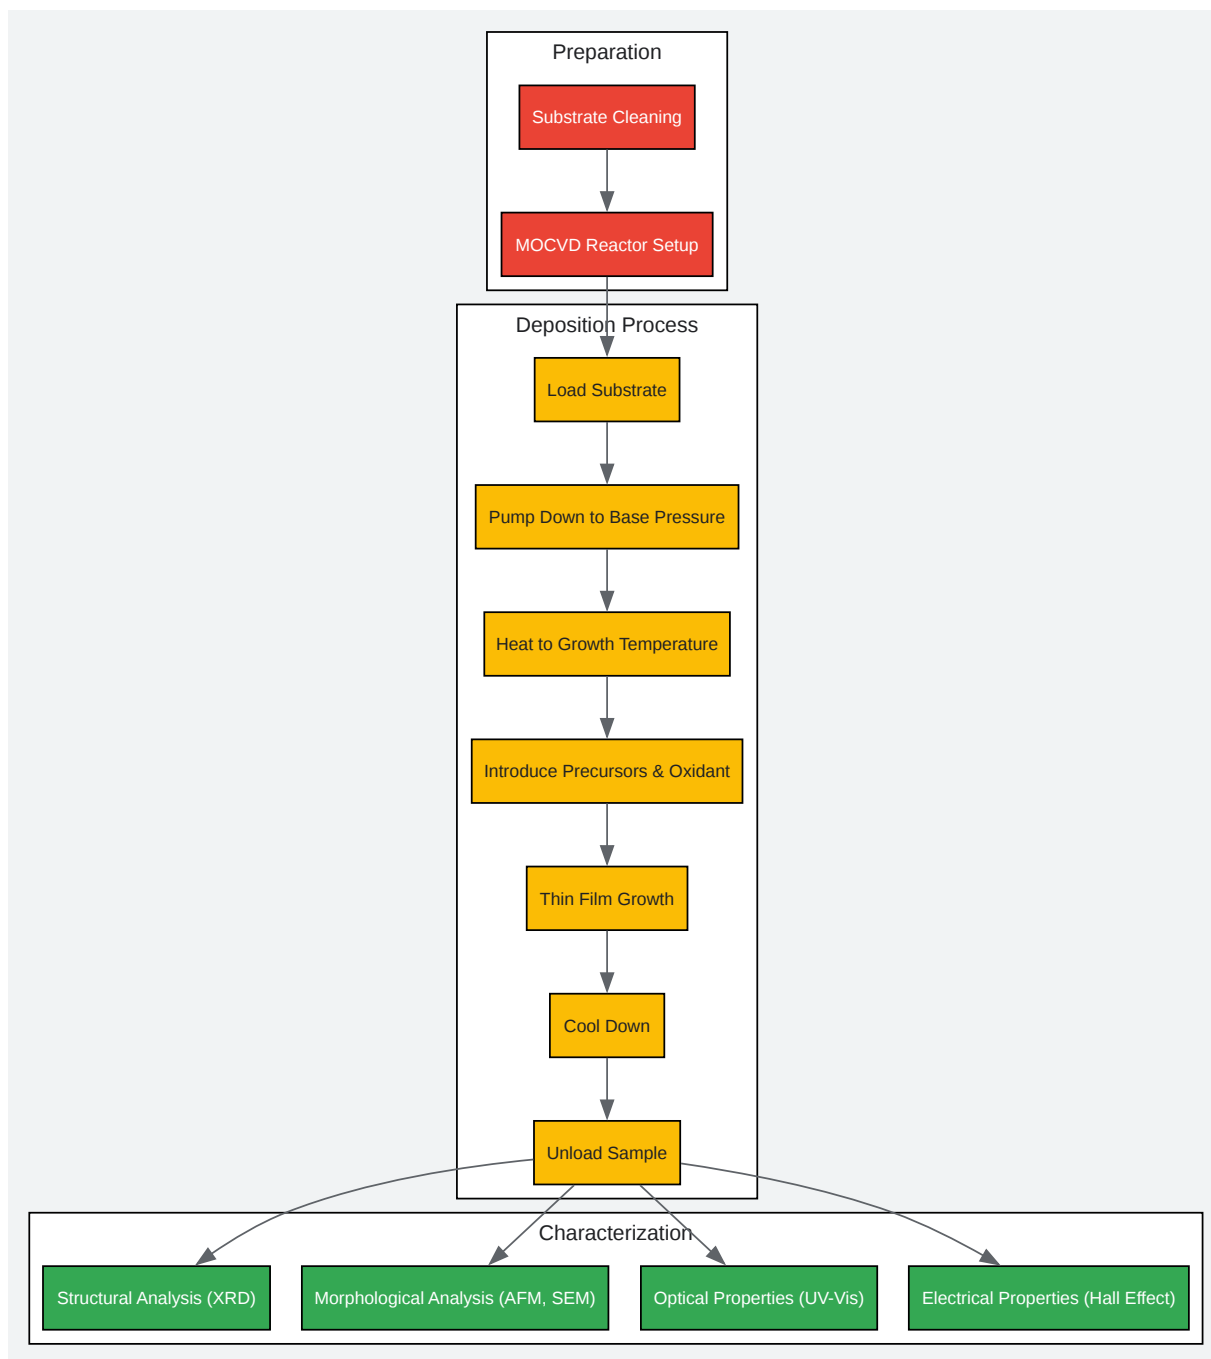 Preparation
Substrate Cleaning
MOCVD Reactor Setup
Deposition Process
Load Substrate
Pump Down to Base Pressure
Heat to Growth Temperature
Introduce Precursors & Oxidant
Thin Film Growth
Cool Down
Unload Sample
Characterization
Structural Analysis (XRD)
Morphological Analysis (AFM, SEM)
Optical Properties (UV-Vis)
Electrical Properties (Hall Effect)